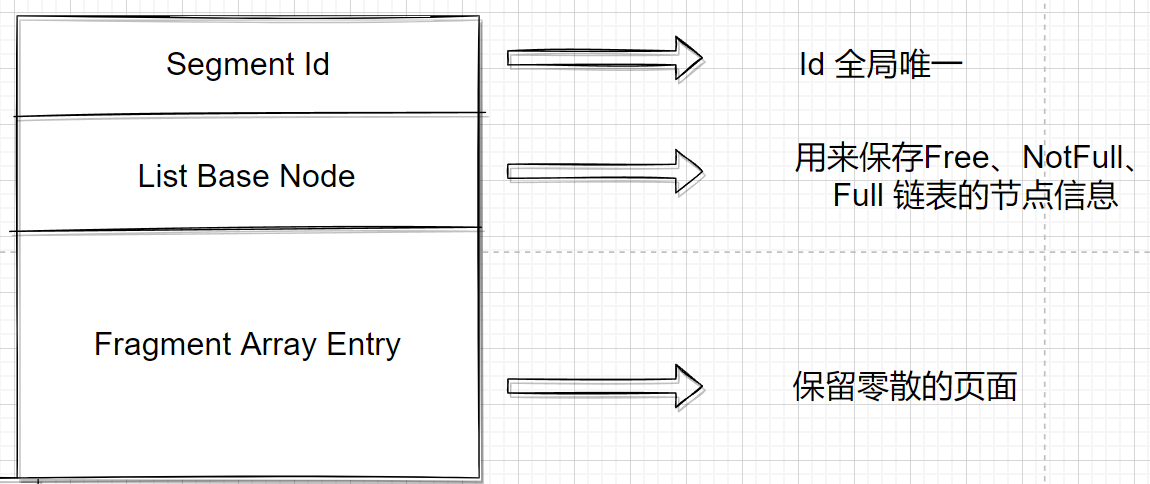 Segment Id
Id 全局唯一
List Base Node
用来保存Free、NotFull、
Full 链表的节点信息
Fragment Array Entry
保留零散的页面